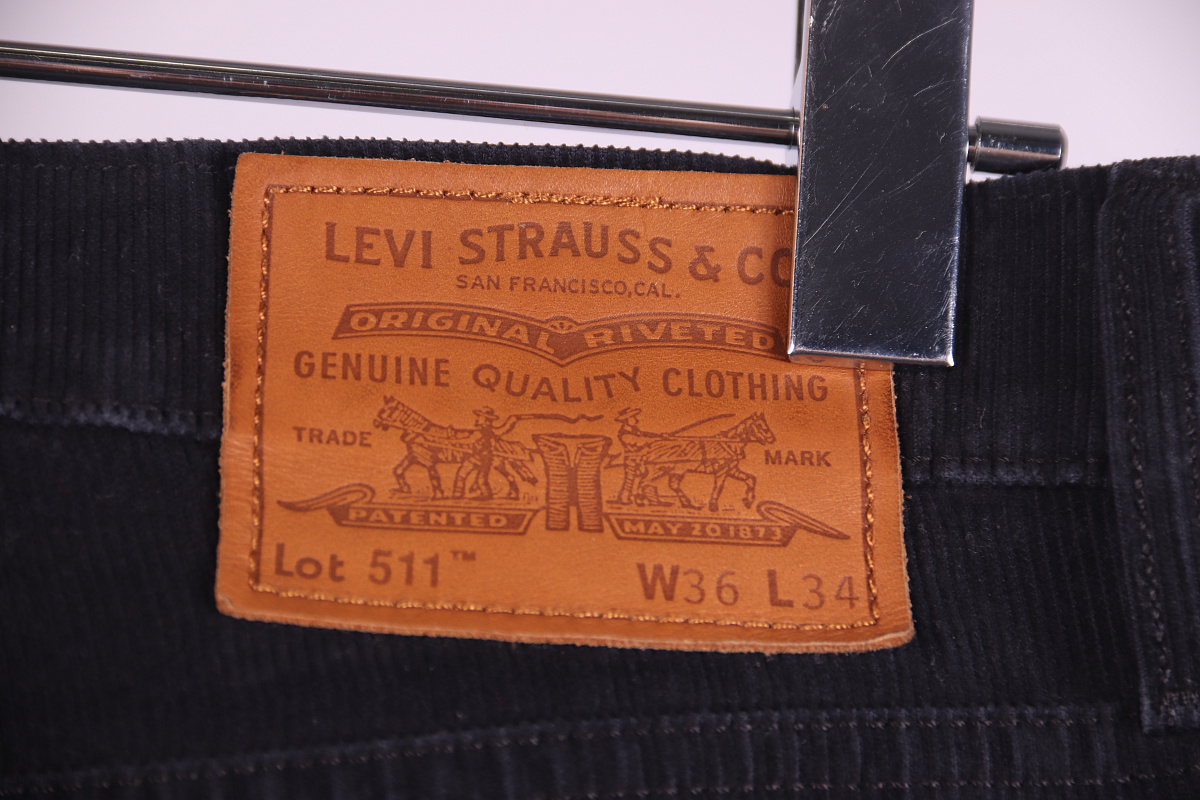 LEVI STRAUSS & CO
SAN FRANCISCO, CAL.
ORIGINAL RIVETED
GENUINE QUALITY CLOTHING
TRADE MARK
PATENTED MAY 20 1873
Lot 511™ W36 L34